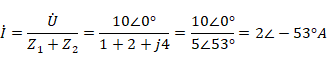 İ = U̇ / (Z₁ + Z₂) = 10∠0° / (1 + 2 + j4) = 10∠0° / 5∠53° = 2∠ − 53°A